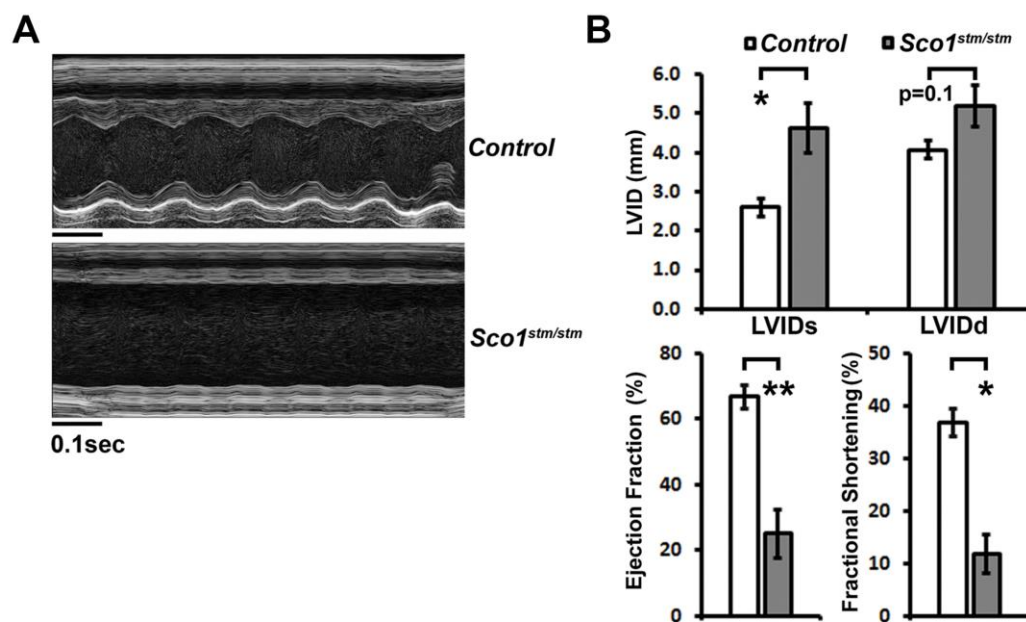 A
Control
Sco1stm/stm
0.1sec
B
Control Sco1stm/stm
LVID (mm)
6.0
5.0
4.0
3.0
2.0
1.0
0.0
*
p=0.1
LVIDs LVIDd
Ejection Fraction (%)
80
60
40
20
0
**
Fractional Shortening (%)
50
40
30
20
10
0
*